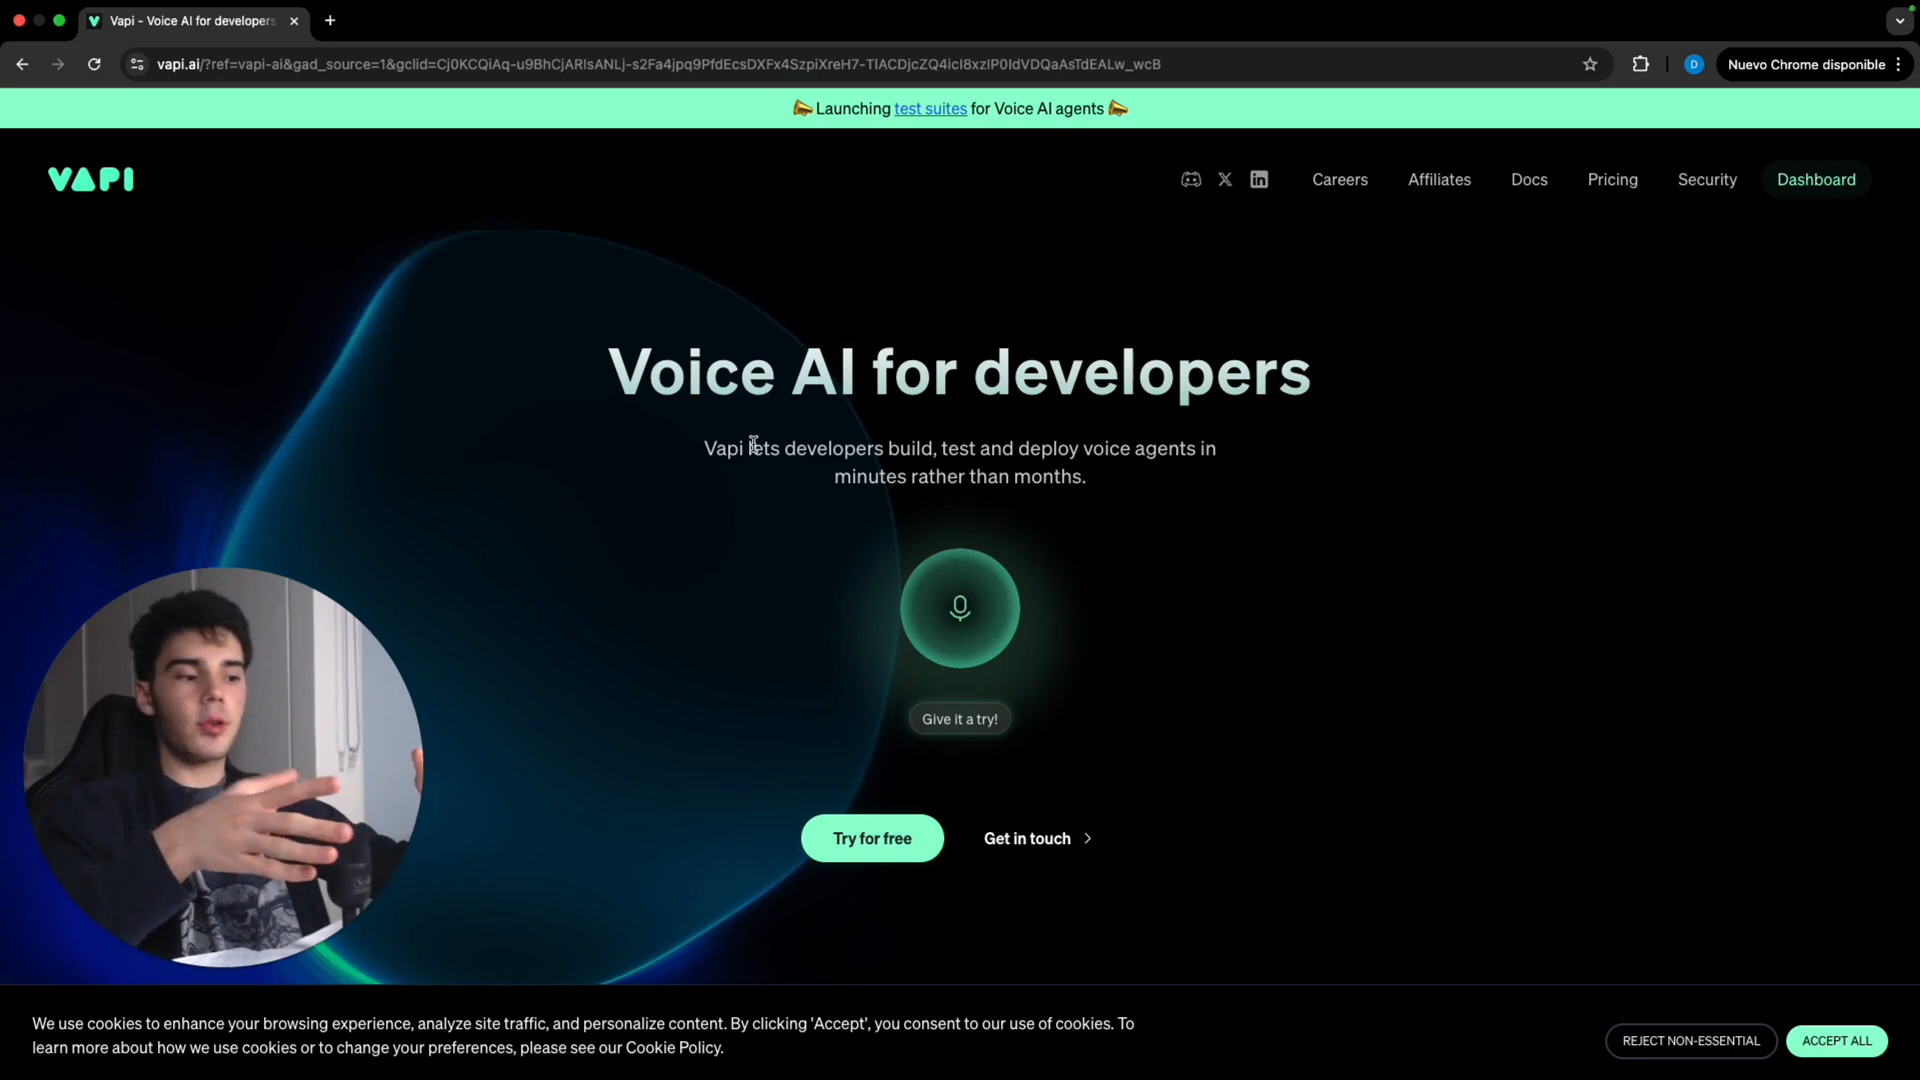 Vapi - Voice AI for developers
vapi.ai/?ref=vapi-ai&gad_source=1&gclid=Cj0KCQiAq-u9BhCjARIsANLj-s2Fa4jpq9PfdEcsDXFx4SzpiXreH7-TIACDjcZQ4icI8xzlP0IdVDQaAsTdEALw_wcB
D
Nuevo Chrome disponible
Launching test suites for Voice AI agents
VAPI
Careers
Affiliates
Docs
Pricing
Security
Dashboard
Voice AI for developers
Vapi lets developers build, test and deploy voice agents in
minutes rather than months.
Give it a try!
Try for free
Get in touch
We use cookies to enhance your browsing experience, analyze site traffic, and personalize content. By clicking 'Accept', you consent to our use of cookies. To
learn more about how we use cookies or to change your preferences, please see our Cookie Policy.
REJECT NON-ESSENTIAL
ACCEPT ALL